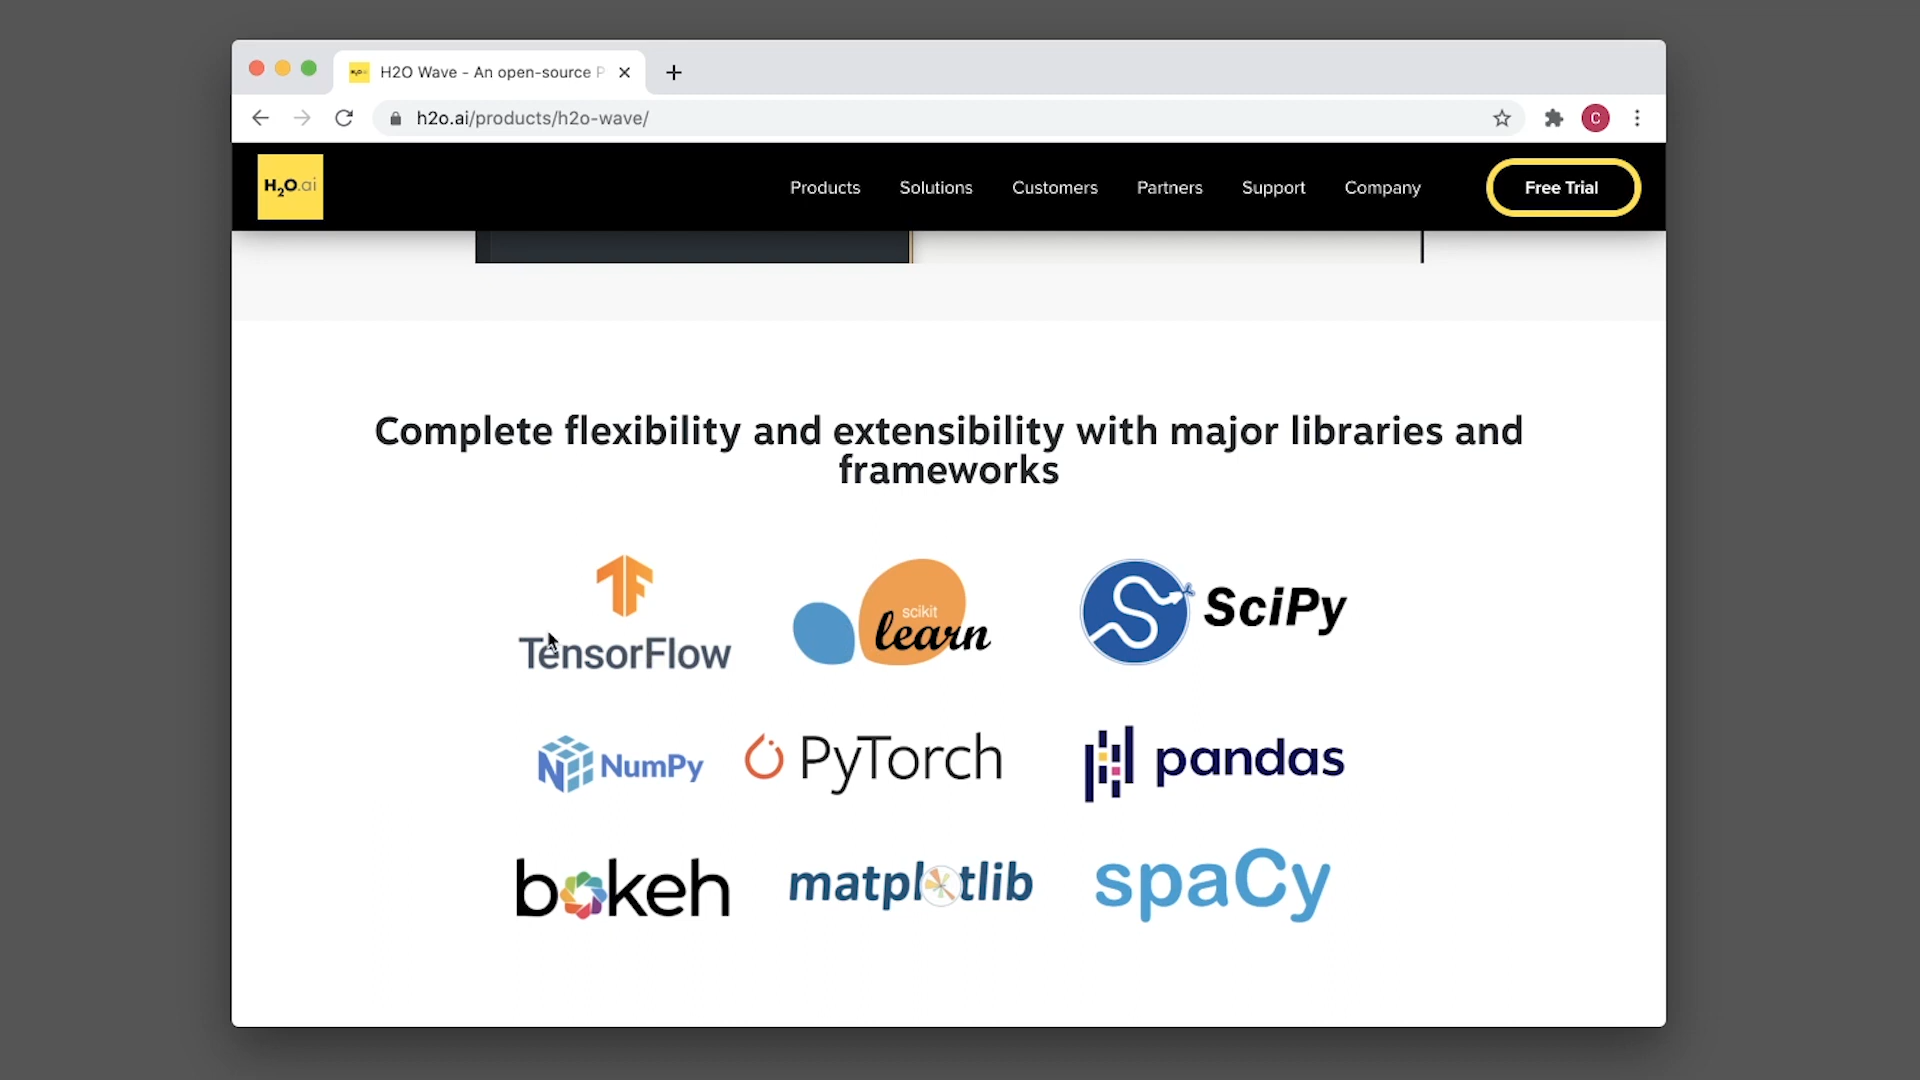 H2O Wave - An open-source P
h2o.ai/products/h2o-wave/
C
H2O.ai
Products
Solutions
Customers
Partners
Support
Company
Free Trial
Complete flexibility and extensibility with major libraries and
frameworks
TensorFlow
scikit
learn
SciPy
NumPy
PyTorch
pandas
bokeh
matplotlib
spaCy